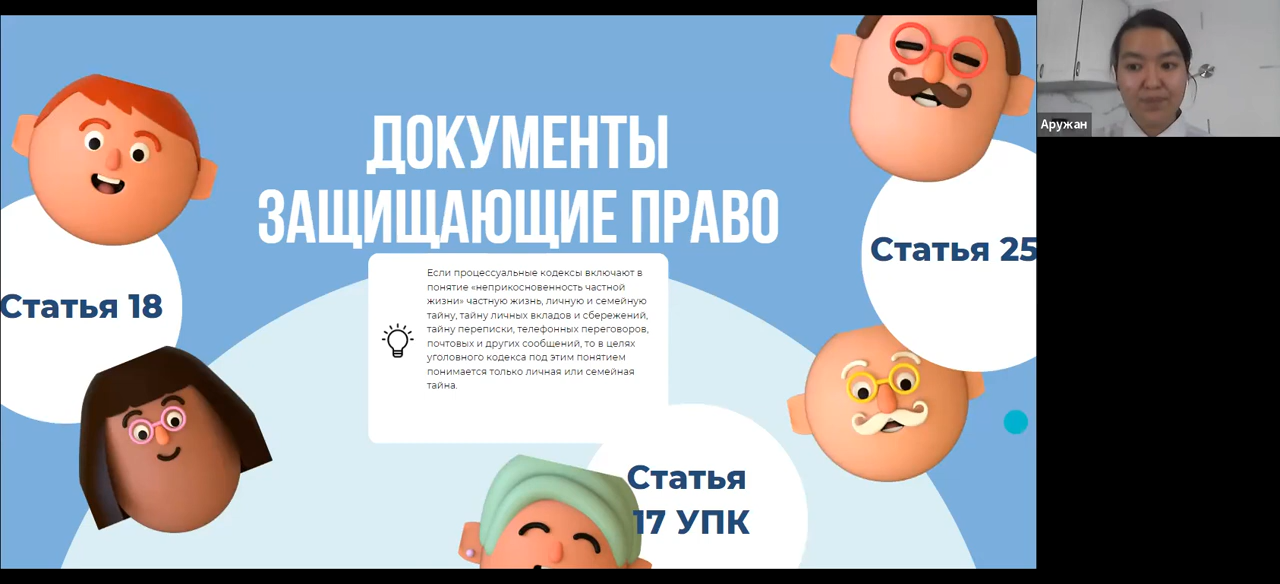 ДОКУМЕНТЫ
ЗАЩИЩАЮЩИЕ ПРАВО
Статья 18
Статья 25
Если процессуальные кодексы включают в
понятие «неприкосновенность частной
жизни» частную жизнь, личную и семейную
тайну, тайну личных вкладов и сбережений,
тайну переписки, телефонных переговоров,
почтовых и других сообщений, то в целях
уголовного кодекса под этим понятием
понимается только личная или семейная
тайна.
Статья
17 УПК
Аружан